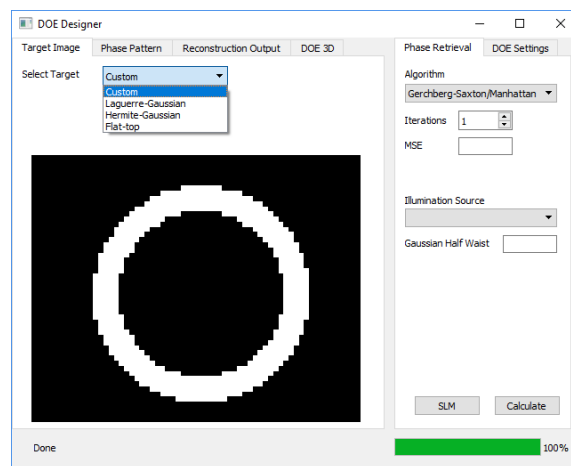 DOE Designer
Target Image Phase Pattern Reconstruction Output DOE 3D
Select Target Custom
Custom
Laguerre-Gaussian
Hermite-Gaussian
Flat-top
Phase Retrieval DOE Settings
Algorithm
Gerchberg-Saxton/Manhattan
Iterations 1
MSE
Illumination Source
Gaussian Half Waist
SLM Calculate
Done 100%